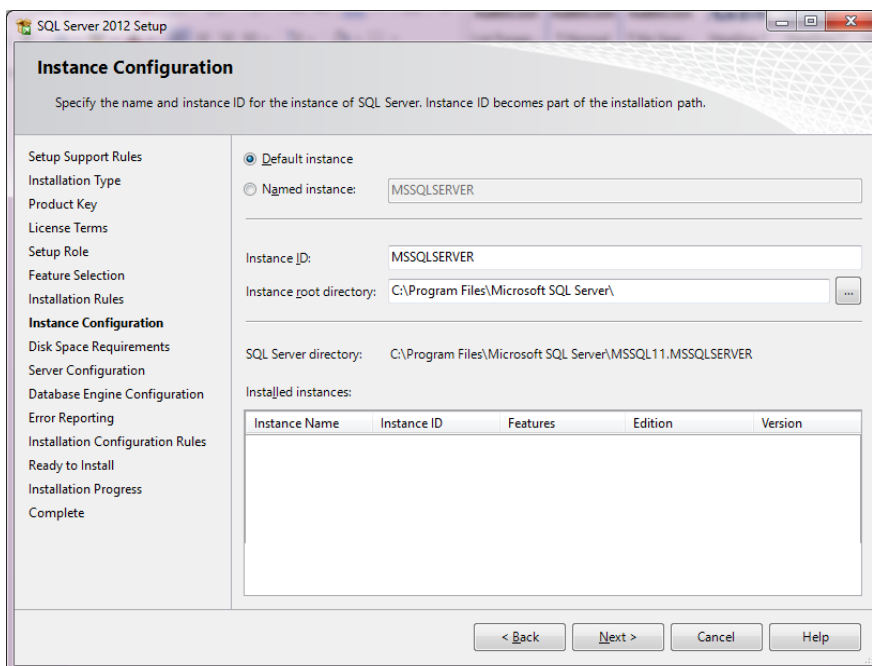 SQL Server 2012 Setup
Instance Configuration
Specify the name and instance ID for the instance of SQL Server. Instance ID becomes part of the installation path.
Setup Support Rules
Installation Type
Product Key
License Terms
Setup Role
Feature Selection
Installation Rules
Instance Configuration
Disk Space Requirements
Server Configuration
Database Engine Configuration
Error Reporting
Installation Configuration Rules
Ready to Install
Installation Progress
Complete
Default instance
Named instance: MSSQLSERVER
Instance ID: MSSQLSERVER
Instance root directory: C:\Program Files\Microsoft SQL Server\ ...
SQL Server directory: C:\Program Files\Microsoft SQL Server\MSSQL11.MSSQLSERVER
Installed instances:
Instance Name Instance ID Features Edition Version
< Back Next > Cancel Help